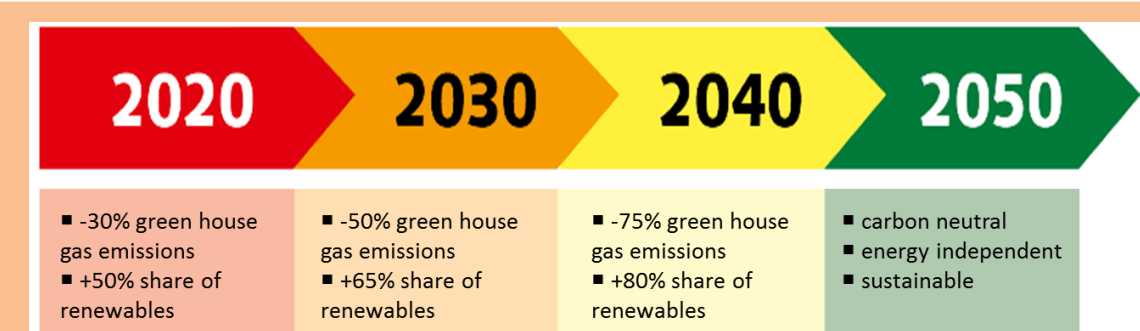 2020
2030
2040
2050
▪ -30% green house
gas emissions
▪ +50% share of
renewables
▪ -50% green house
gas emissions
▪ +65% share of
renewables
▪ -75% green house
gas emissions
▪ +80% share of
renewables
▪ carbon neutral
▪ energy independent
▪ sustainable